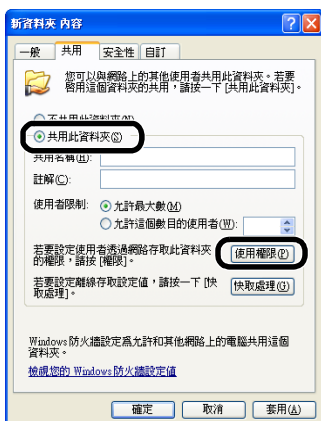 新資料夾 內容
一般 共用 安全性 自訂
您可以與網路上的其他使用者共用此資料夾。若要
啓用這個資料夾的共用，請按一下 [共用此資料夾]。
不共用此資料夾(N)
共用此資料夾(S)
共用名稱(H):
註解(C):
使用者限制: 允許最大數(M)
允許這個數目的使用者(W):
若要設定使用者透過網路存取此資料夾
的權限，請按 [權限]。
使用權限(P)
若要設定離線存取設定值，請按一下 [快
取處理]。
快取處理(G)
Windows 防火牆設定爲允許和其他網路上的電腦共用這個
資料夾。
檢視您的 Windows 防火牆設定值
確定 取消 套用(A)